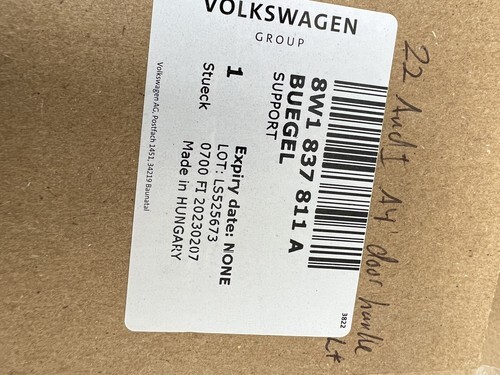 VOLKSWAGEN
GROUP
8W1 837 811 A
BUEGEL
SUPPORT
1
Stueck
Expiry date: NONE
LOT: LS525673
0700 FI 20230207
Made in HUNGARY
Volkswagen AG, Postfach 1451, 34219 Baunatal
3822
22 Audi A4 door handle